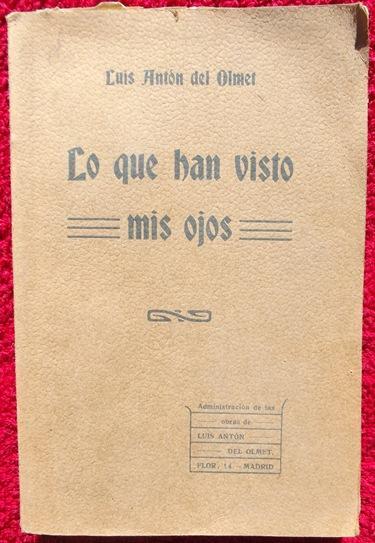 Luis Antón del Olmet
Lo que han visto
mis ojos
Administración de las
obras de
LUIS ANTÓN
DEL OLMET.
FLOR, 14 - MADRID